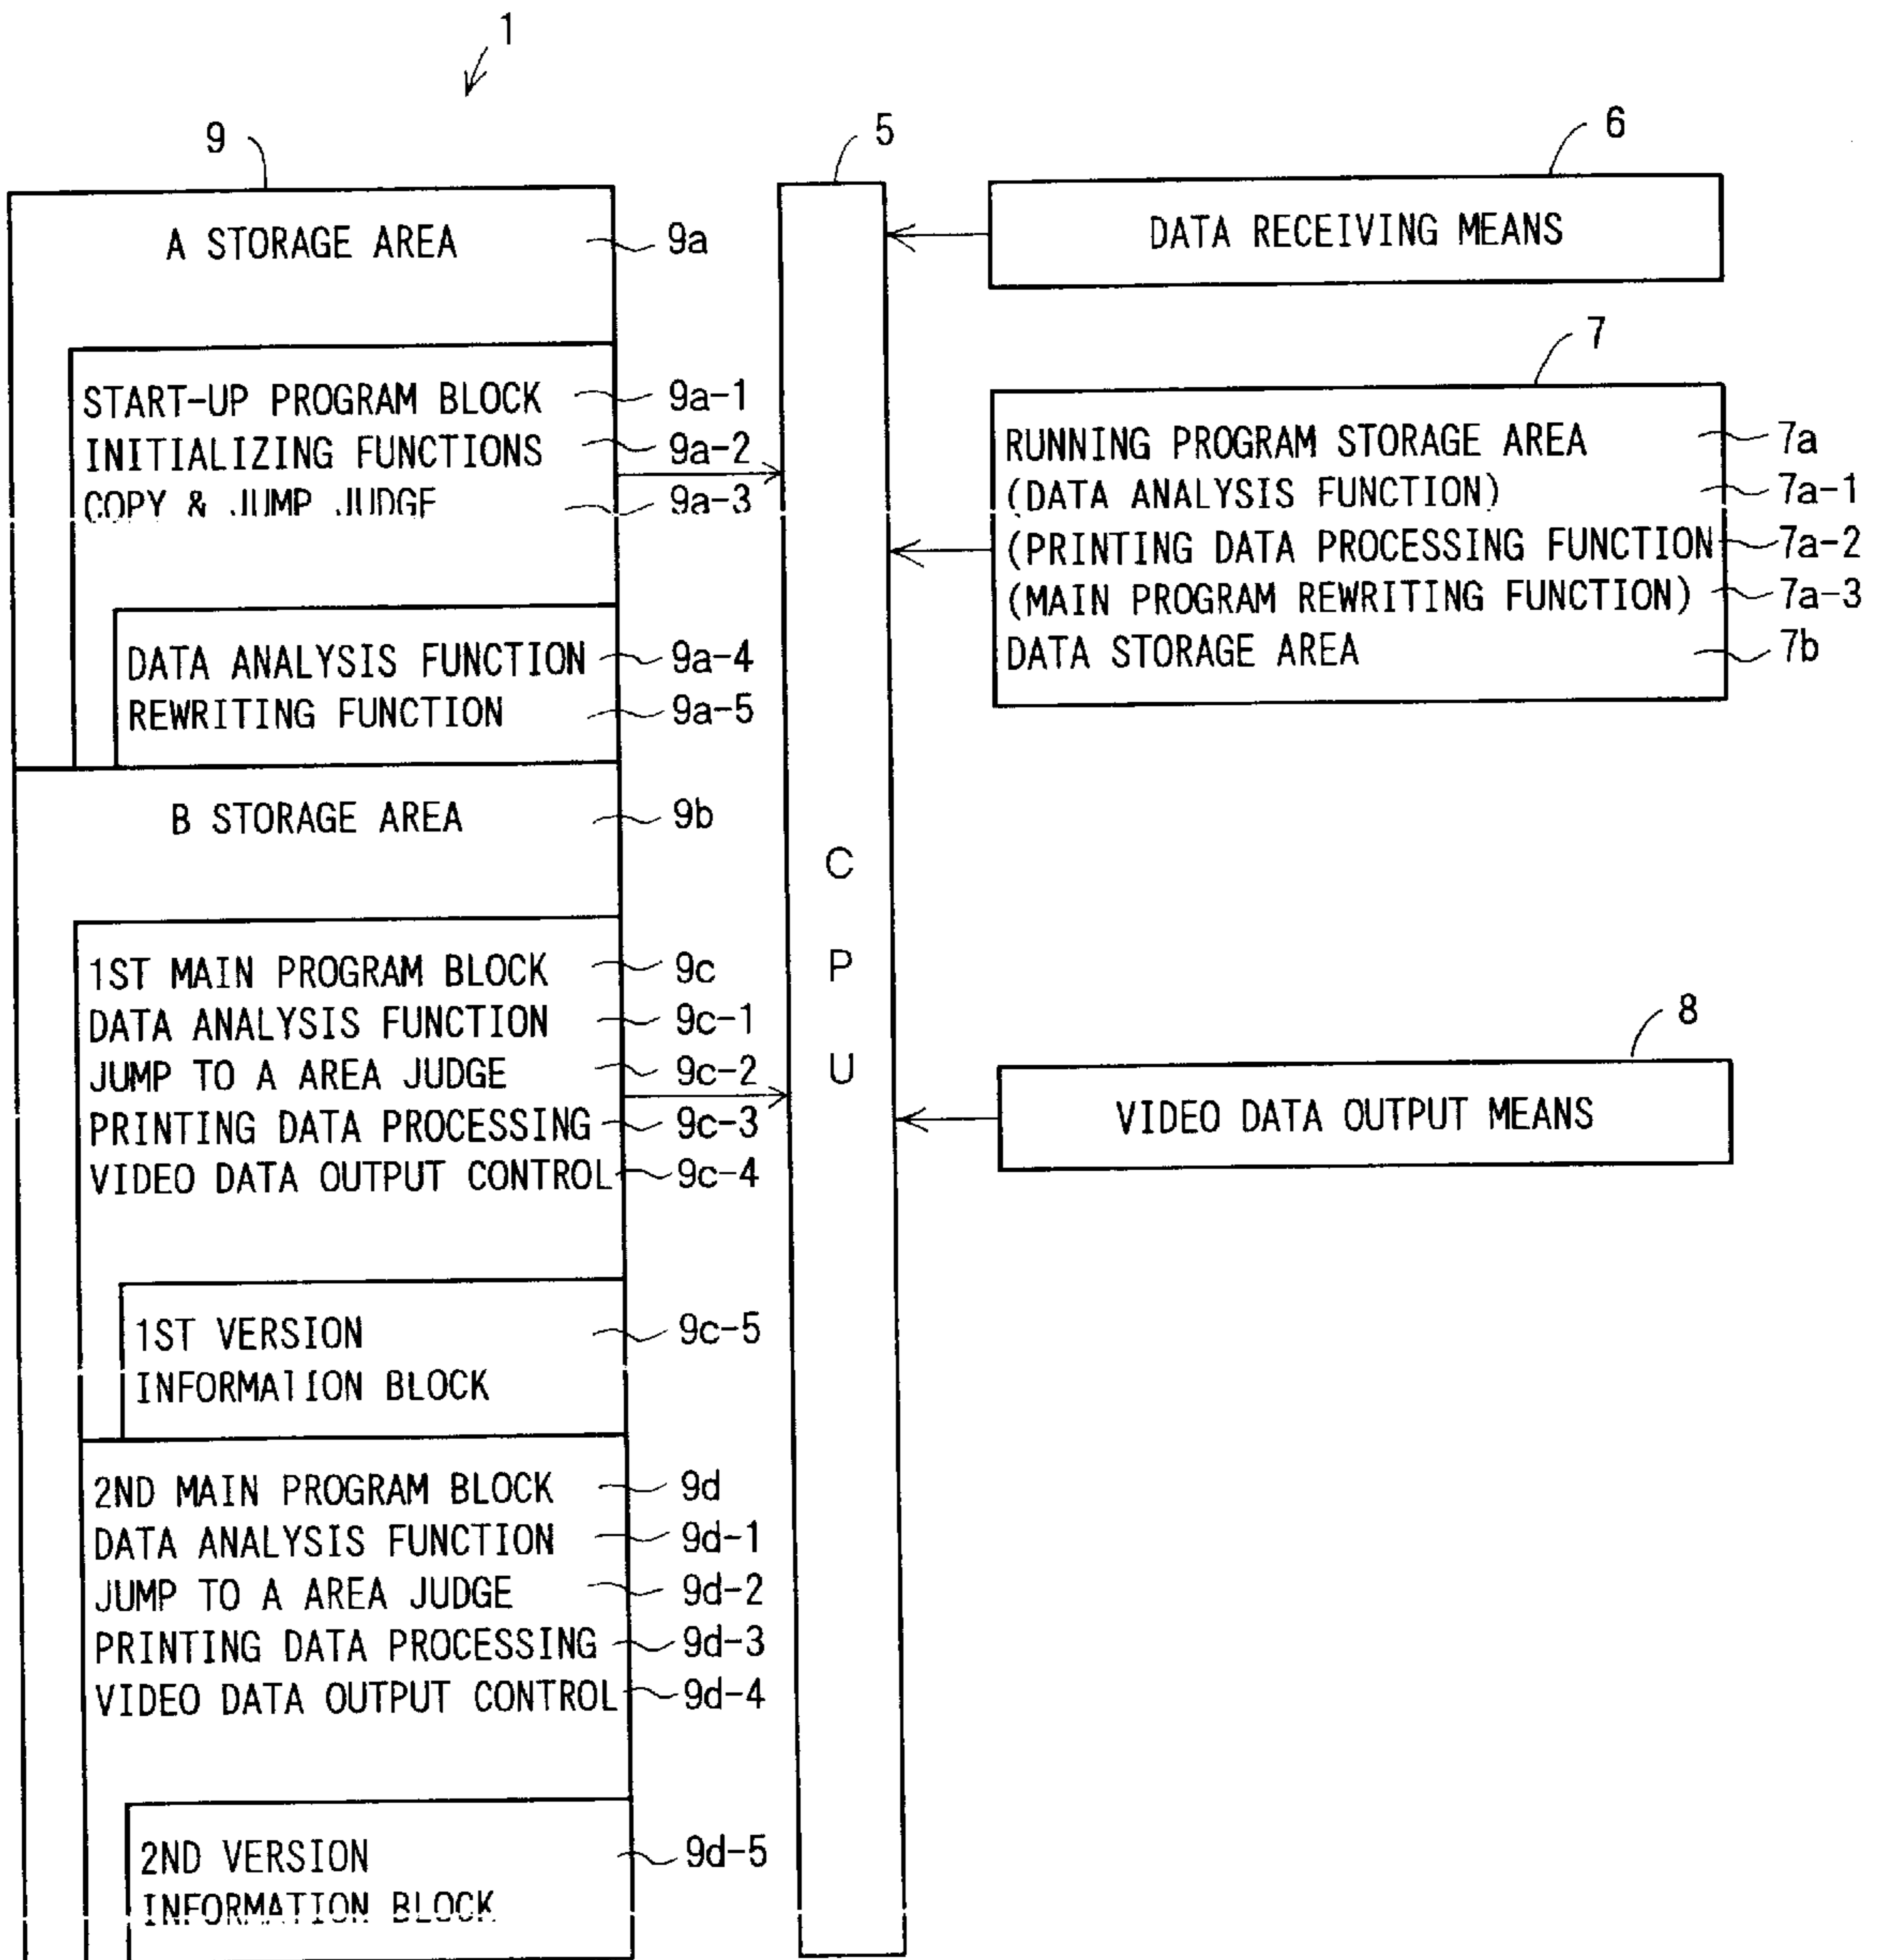 1
9
5
6
A STORAGE AREA 9a
DATA RECEIVING MEANS
7
START-UP PROGRAM BLOCK 9a-1
INITIALIZING FUNCTIONS 9a-2
COPY & JUMP JUDGE 9a-3
RUNNING PROGRAM STORAGE AREA 7a
(DATA ANALYSIS FUNCTION) 7a-1
(PRINTING DATA PROCESSING FUNCTION 7a-2
(MAIN PROGRAM REWRITING FUNCTION) 7a-3
DATA STORAGE AREA 7b
DATA ANALYSIS FUNCTION 9a-4
REWRITING FUNCTION 9a-5
B STORAGE AREA 9b
CPU
1ST MAIN PROGRAM BLOCK 9c
DATA ANALYSIS FUNCTION 9c-1
JUMP TO A AREA JUDGE 9c-2
PRINTING DATA PROCESSING 9c-3
VIDEO DATA OUTPUT CONTROL 9c-4
8
VIDEO DATA OUTPUT MEANS
1ST VERSION 9c-5
INFORMATION BLOCK
2ND MAIN PROGRAM BLOCK 9d
DATA ANALYSIS FUNCTION 9d-1
JUMP TO A AREA JUDGE 9d-2
PRINTING DATA PROCESSING 9d-3
VIDEO DATA OUTPUT CONTROL 9d-4
2ND VERSION 9d-5
INFORMATION BLOCK